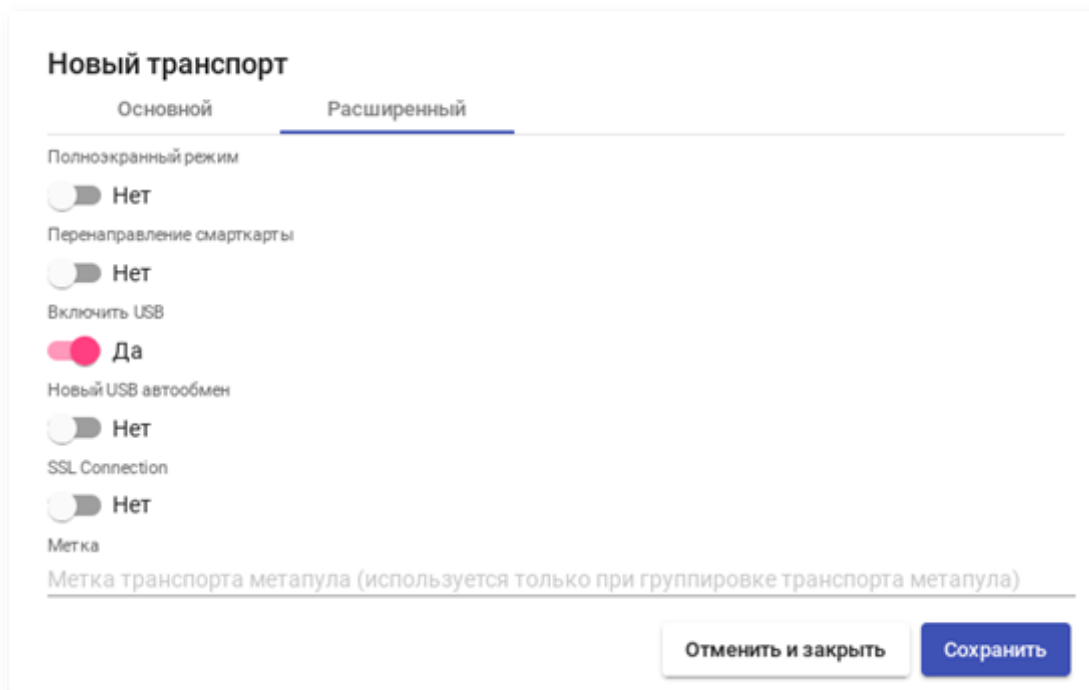 Новый транспорт
Основной Расширенный
Полноэкранный режим
Нет
Перенаправление смарткарты
Нет
Включить USB
Да
Новый USB автообмен
Нет
SSL Connection
Нет
Метка
Метка транспорта метапула (используется только при группировке транспорта метапула)
Отменить и закрыть Сохранить